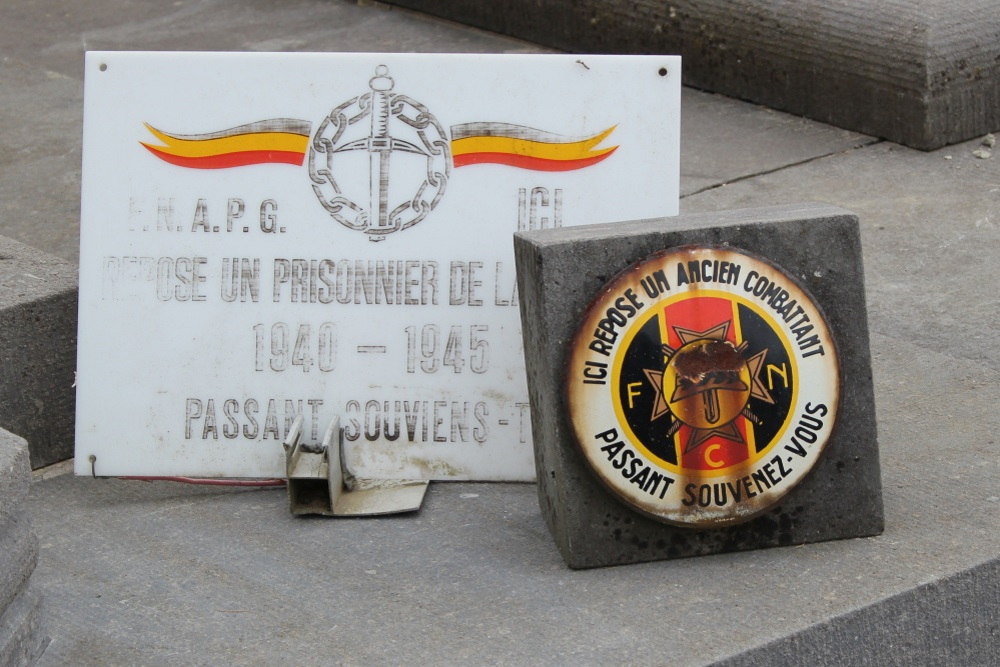 F.N.A.P.G. ICI
REPOSE UN PRISONNIER DE LA
1940 - 1945
PASSANT SOUVIENS-T
ICI REPOSE UN ANCIEN COMBATTANT
F N
C
PASSANT SOUVENEZ-VOUS